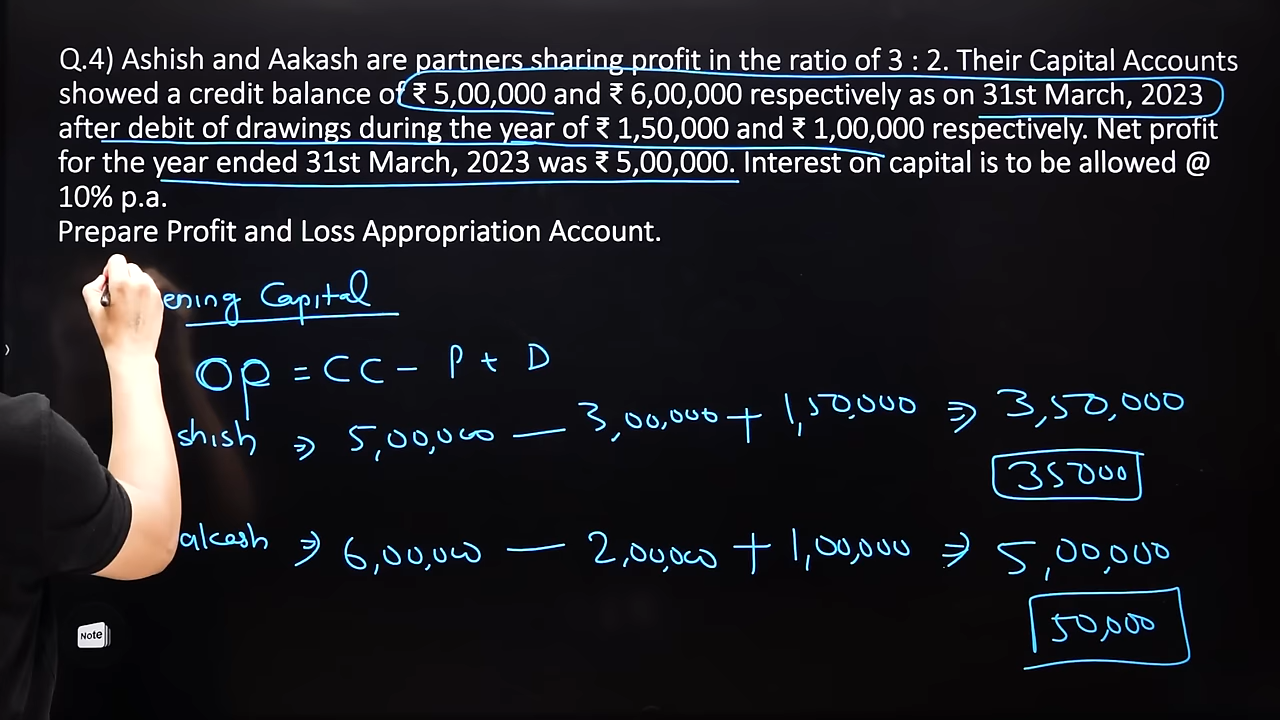 Q.4) Ashish and Aakash are partners sharing profit in the ratio of 3 : 2. Their Capital Accounts
showed a credit balance of ₹ 5,00,000 and ₹ 6,00,000 respectively as on 31st March, 2023
after debit of drawings during the year of ₹ 1,50,000 and ₹ 1,00,000 respectively. Net profit
for the year ended 31st March, 2023 was ₹ 5,00,000. Interest on capital is to be allowed @
10% p.a.
Prepare Profit and Loss Appropriation Account.
ening Capital
OP = CC - P + D
shish ⇒ 5,00,000 — 3,00,000 + 1,50,000 ⇒ 3,50,000
35000
akash ⇒ 6,00,000 — 2,00,000 + 1,00,000 ⇒ 5,00,000
50,000
Note